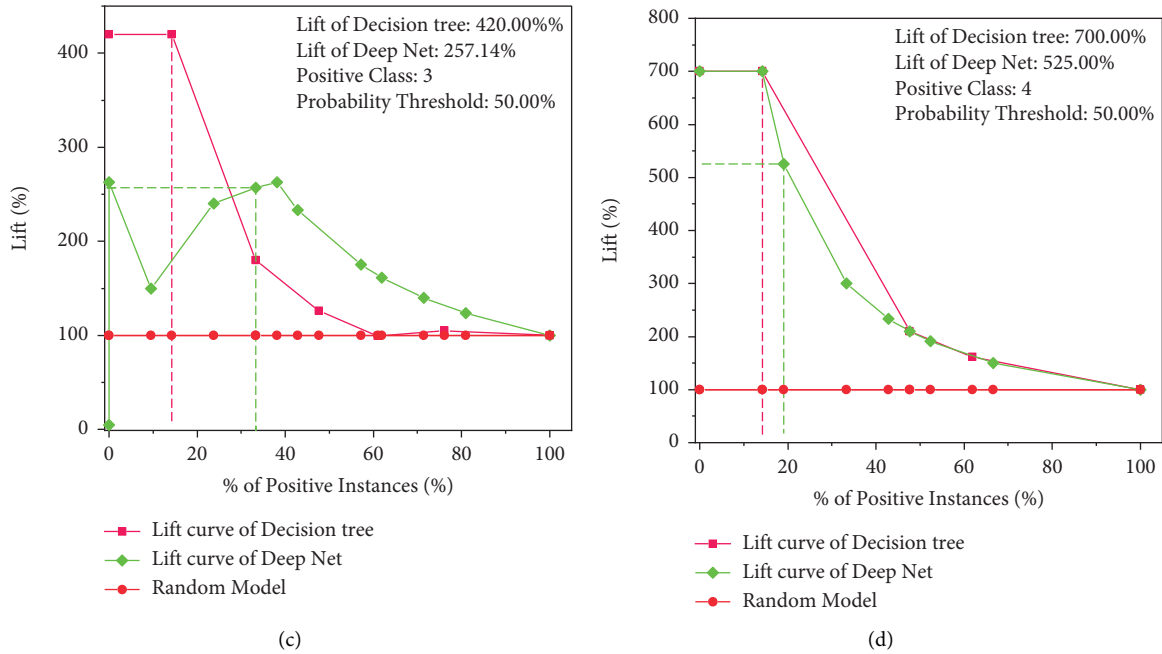 Lift of Decision tree: 420.00%%
Lift of Deep Net: 257.14%
Positive Class: 3
Probability Threshold: 50.00%
400
300
200
100
0
Lift (%)
0 20 40 60 80 100
% of Positive Instances (%)
Lift curve of Decision tree
Lift curve of Deep Net
Random Model
(c)
Lift of Decision tree: 700.00%
Lift of Deep Net: 525.00%
Positive Class: 4
Probability Threshold: 50.00%
800
700
600
500
400
300
200
100
0
Lift (%)
0 20 40 60 80 100
% of Positive Instances (%)
Lift curve of Decision tree
Lift curve of Deep Net
Random Model
(d)